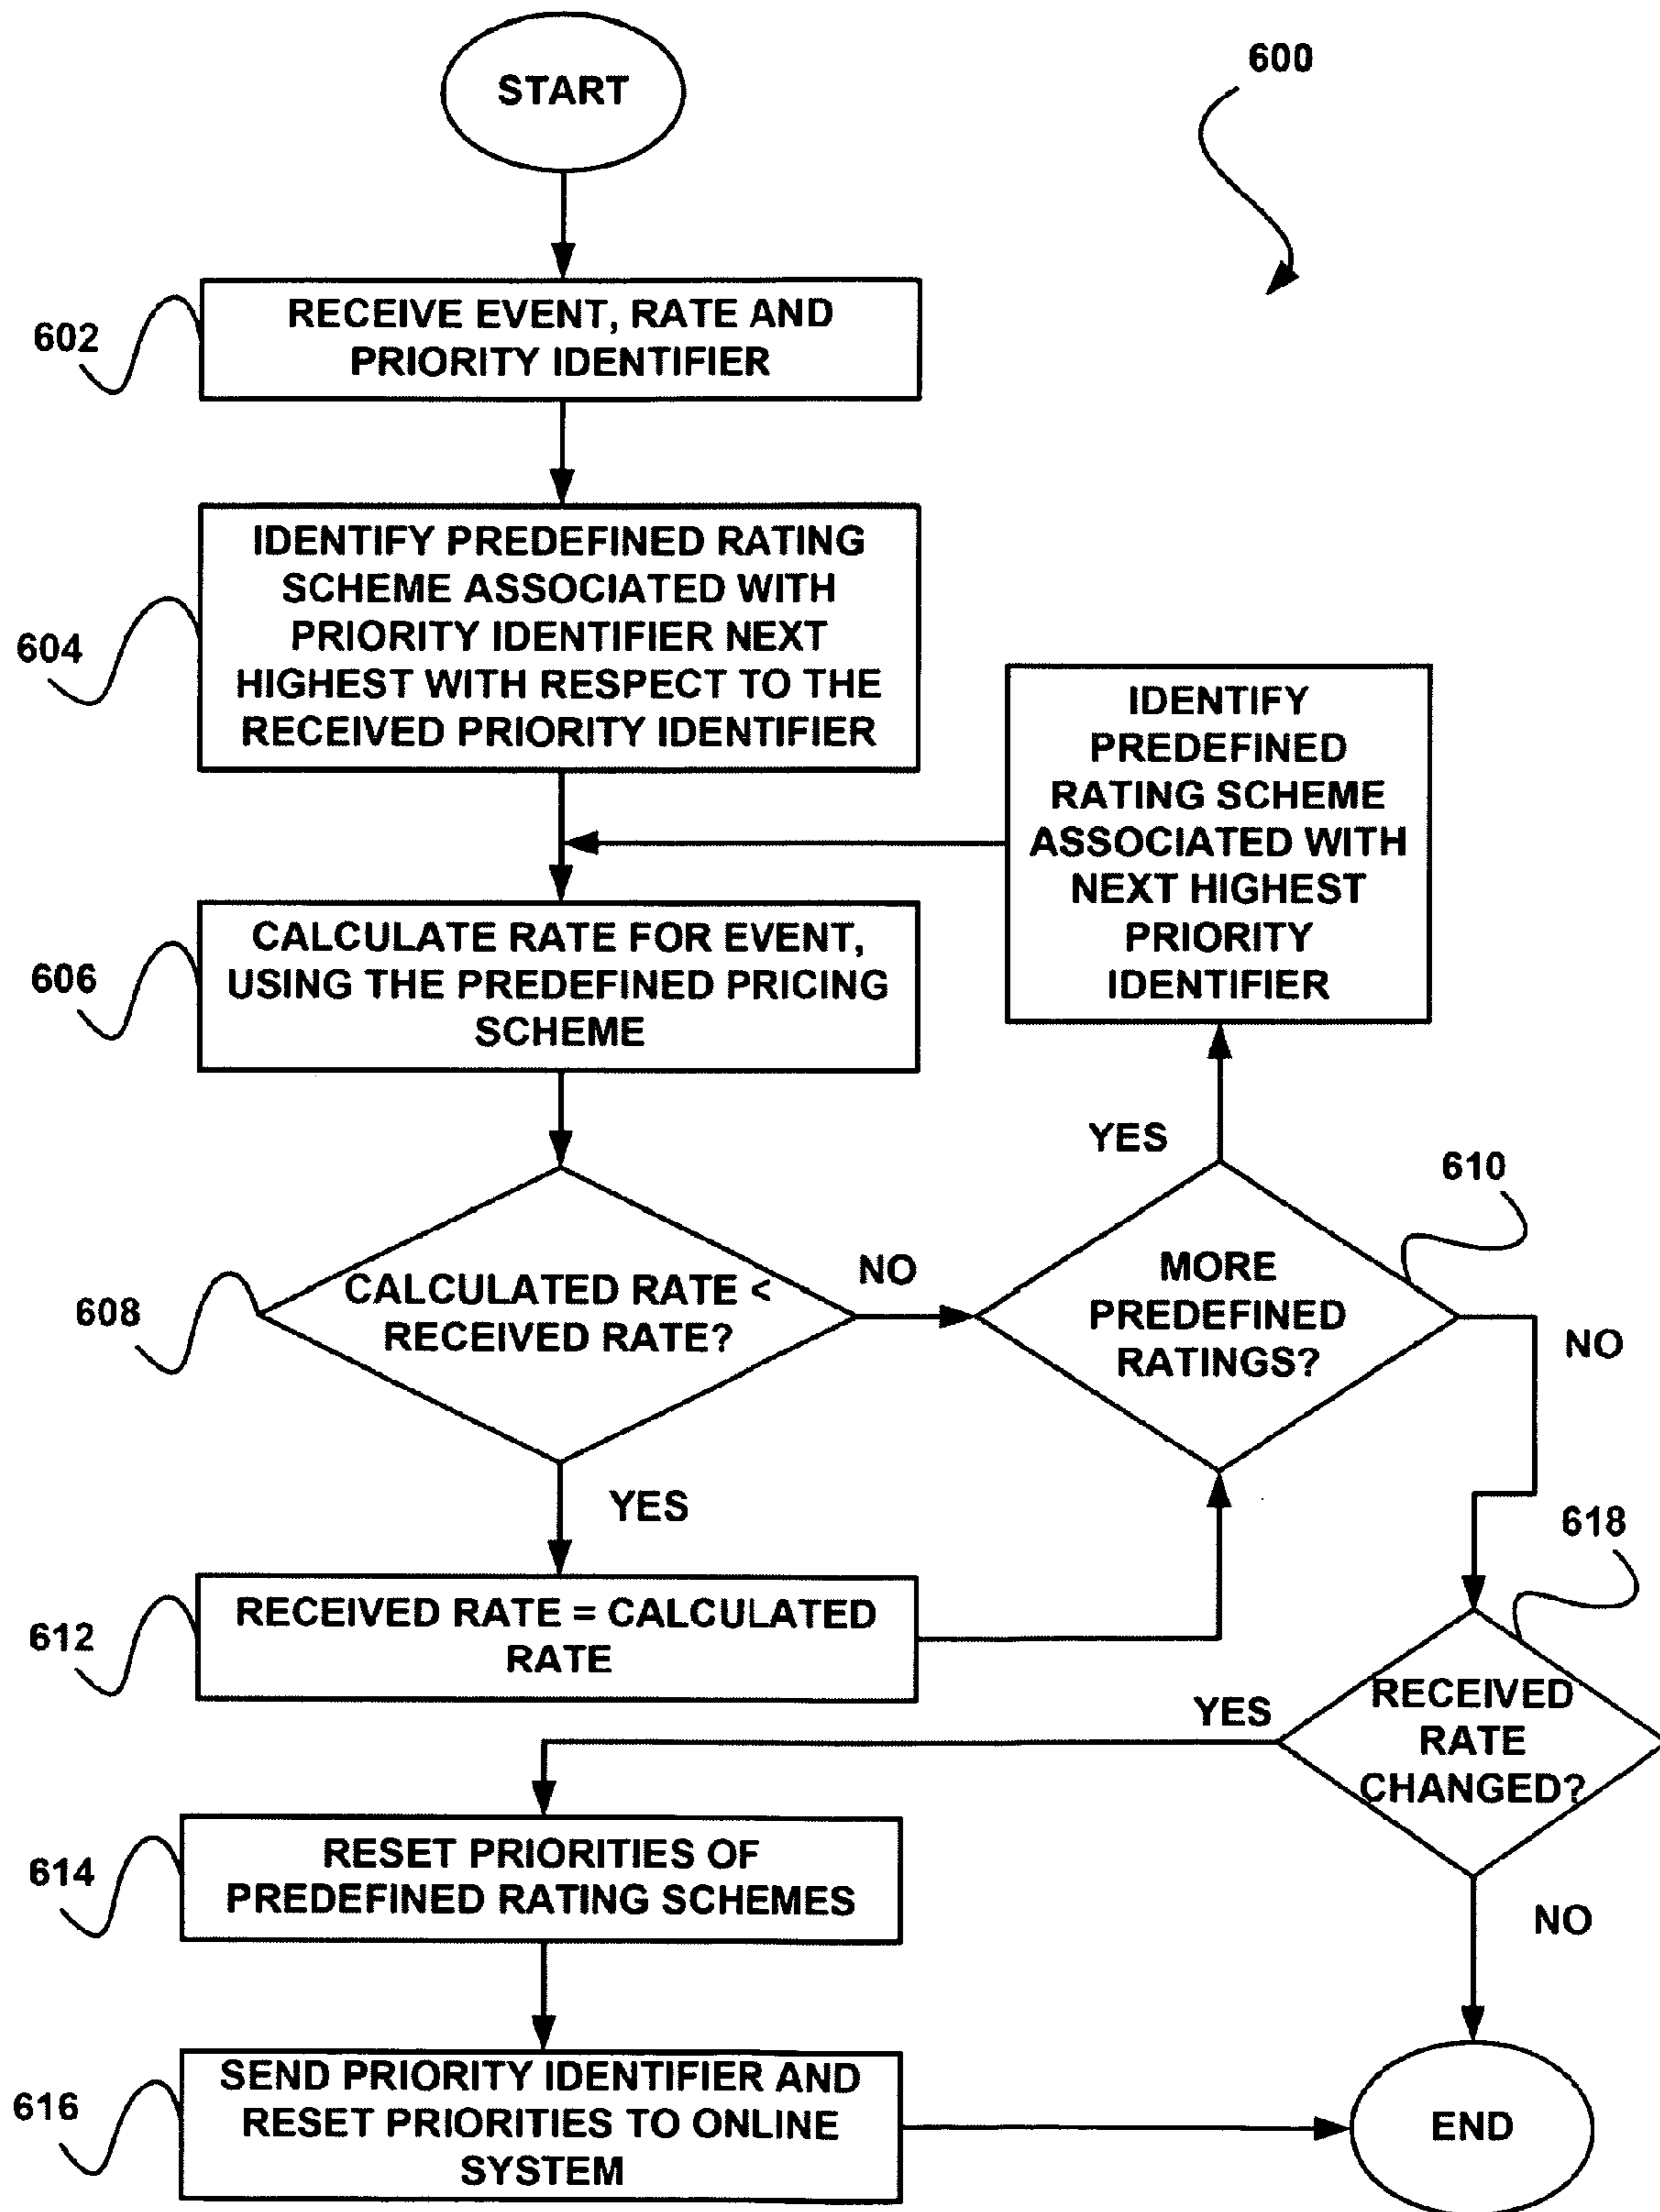 START
600
602
RECEIVE EVENT, RATE AND
PRIORITY IDENTIFIER
604
IDENTIFY PREDEFINED RATING
SCHEME ASSOCIATED WITH
PRIORITY IDENTIFIER NEXT
HIGHEST WITH RESPECT TO THE
RECEIVED PRIORITY IDENTIFIER
IDENTIFY
PREDEFINED
RATING SCHEME
ASSOCIATED WITH
NEXT HIGHEST
PRIORITY
IDENTIFIER
606
CALCULATE RATE FOR EVENT,
USING THE PREDEFINED PRICING
SCHEME
YES
610
608
CALCULATED RATE <
RECEIVED RATE?
NO
MORE
PREDEFINED
RATINGS?
NO
YES
618
612
RECEIVED RATE = CALCULATED
RATE
YES
RECEIVED
RATE
CHANGED?
614
RESET PRIORITIES OF
PREDEFINED RATING SCHEMES
NO
616
SEND PRIORITY IDENTIFIER AND
RESET PRIORITIES TO ONLINE
SYSTEM
END